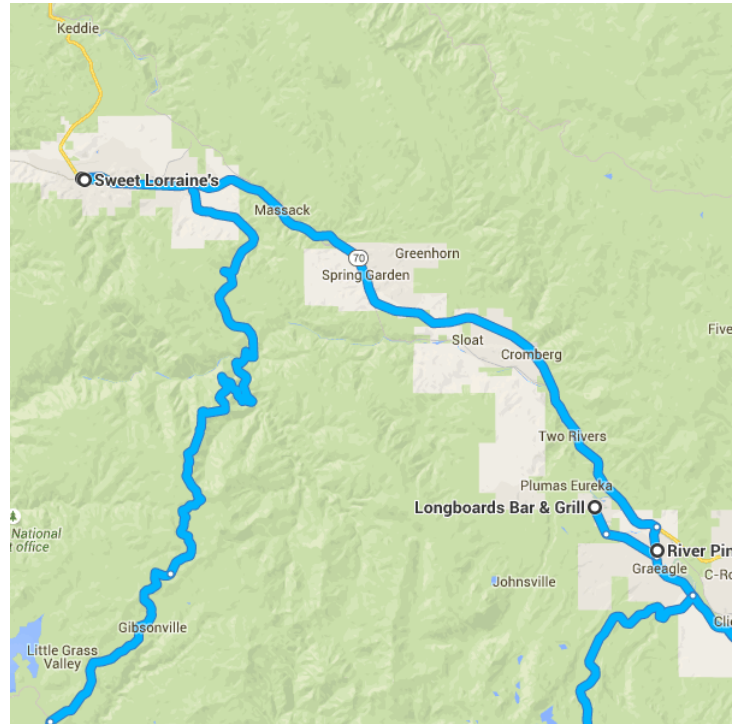 Keddie
Sweet Lorraine's
Massack
Greenhorn
70
Spring Garden
Sloat
Five
Cromberg
Two Rivers
Plumas Eureka
Longboards Bar & Grill
National
t office
River Pin
Graeagle
C-Ro
Johnsville
Clie
Gibsonville
Little Grass
Valley